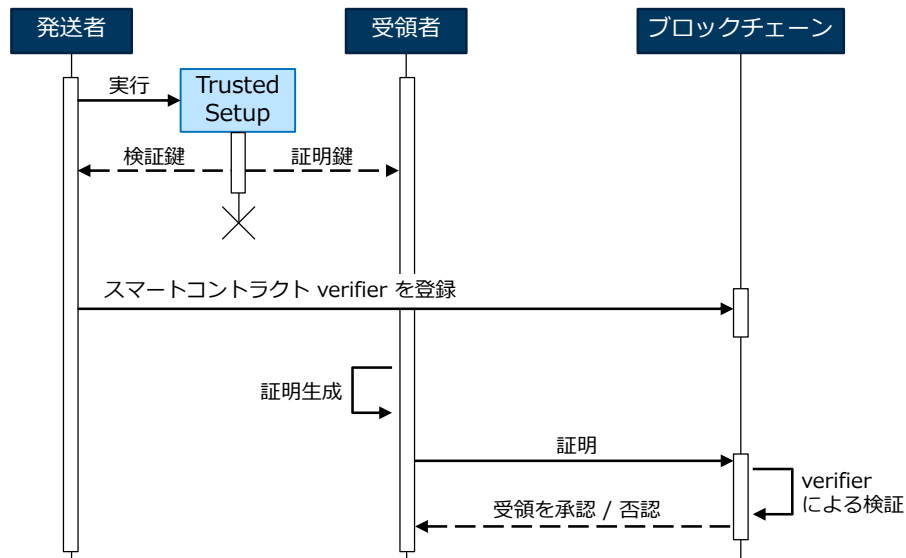 発送者
受領者
ブロックチェーン
実行
Trusted
Setup
検証鍵
証明鍵
スマートコントラクト verifier を登録
証明生成
証明
verifier
による検証
受領を承認 / 否認